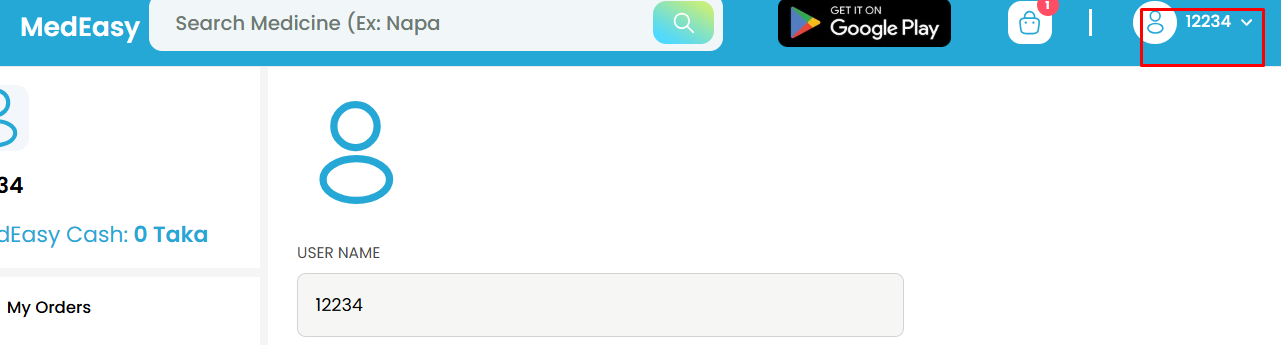 MedEasy
Search Medicine (Ex: Napa
GET IT ON
Google Play
1
12234
34
dEasy Cash: 0 Taka
My Orders
USER NAME
12234